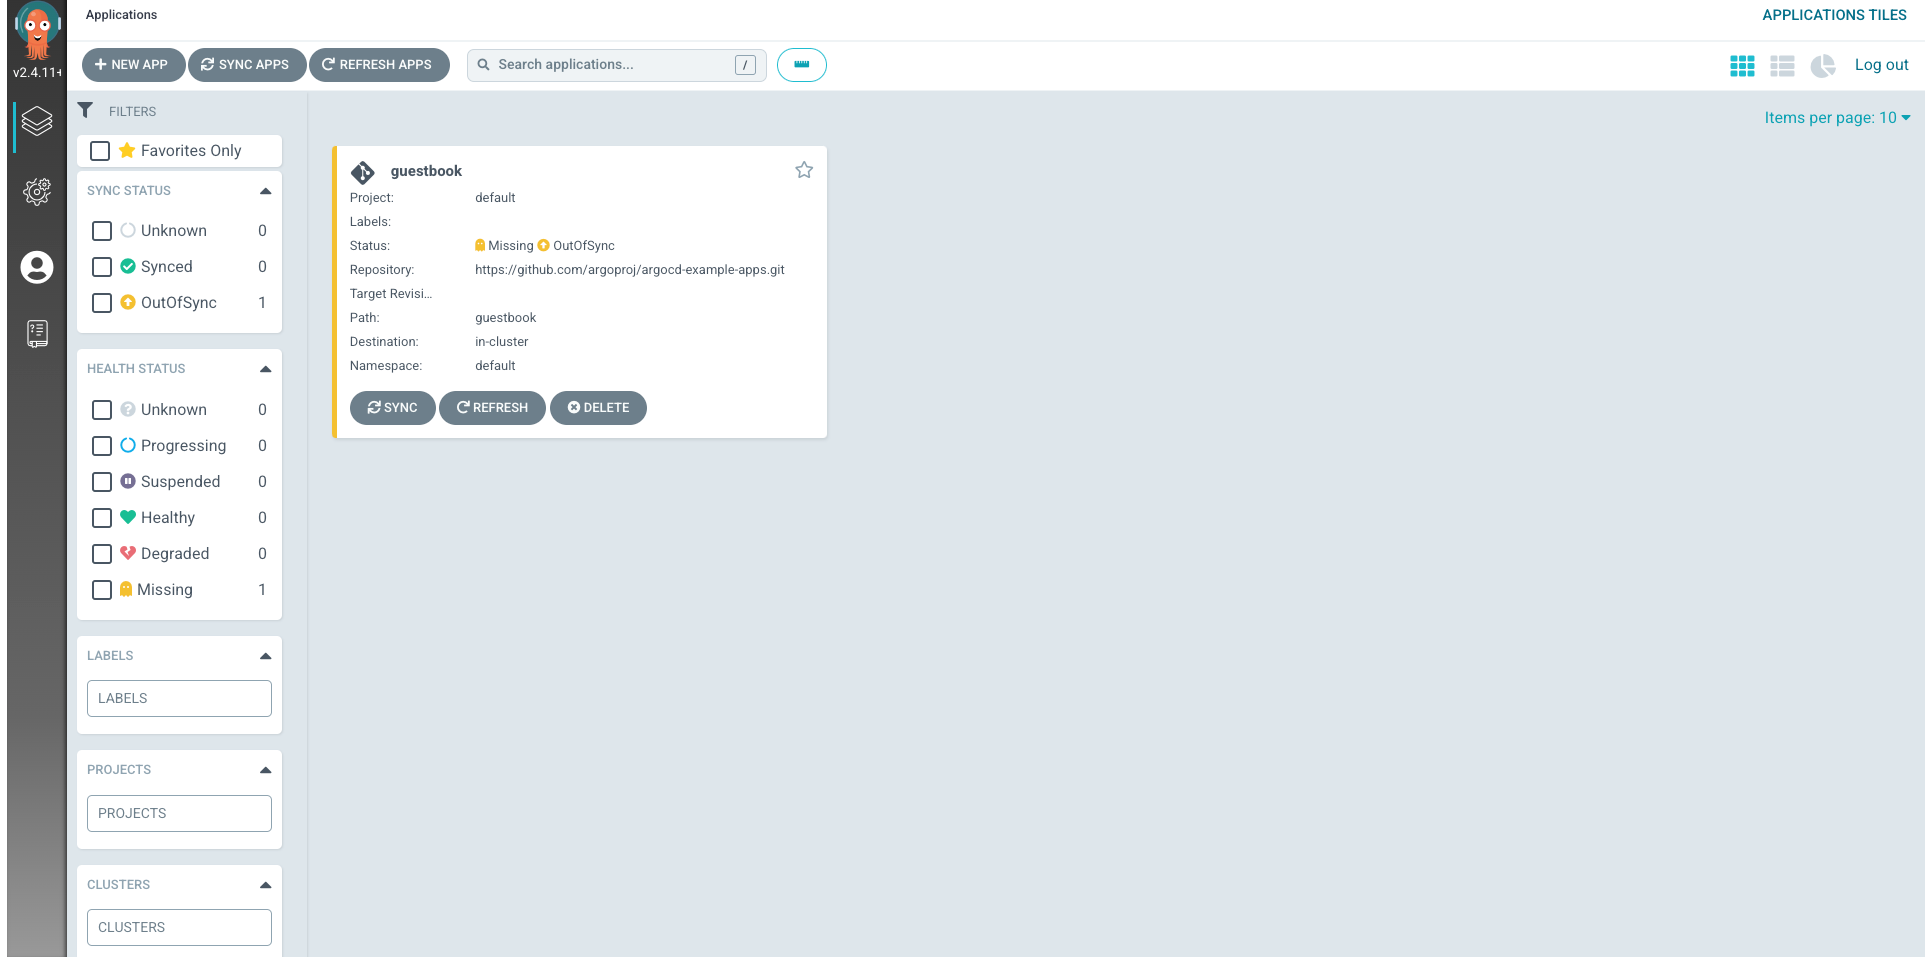 Applications
APPLICATIONS TILES
v2.4.11+
NEW APP
SYNC APPS
REFRESH APPS
Search applications...
/
Log out
FILTERS
Items per page: 10
Favorites Only
SYNC STATUS
Unknown 0
Synced 0
OutOfSync 1
HEALTH STATUS
Unknown 0
Progressing 0
Suspended 0
Healthy 0
Degraded 0
Missing 1
LABELS
LABELS
PROJECTS
PROJECTS
CLUSTERS
CLUSTERS
guestbook
Project: default
Labels:
Status: Missing OutOfSync
Repository: https://github.com/argoproj/argocd-example-apps.git
Target Revisi...
Path: guestbook
Destination: in-cluster
Namespace: default
SYNC
REFRESH
DELETE